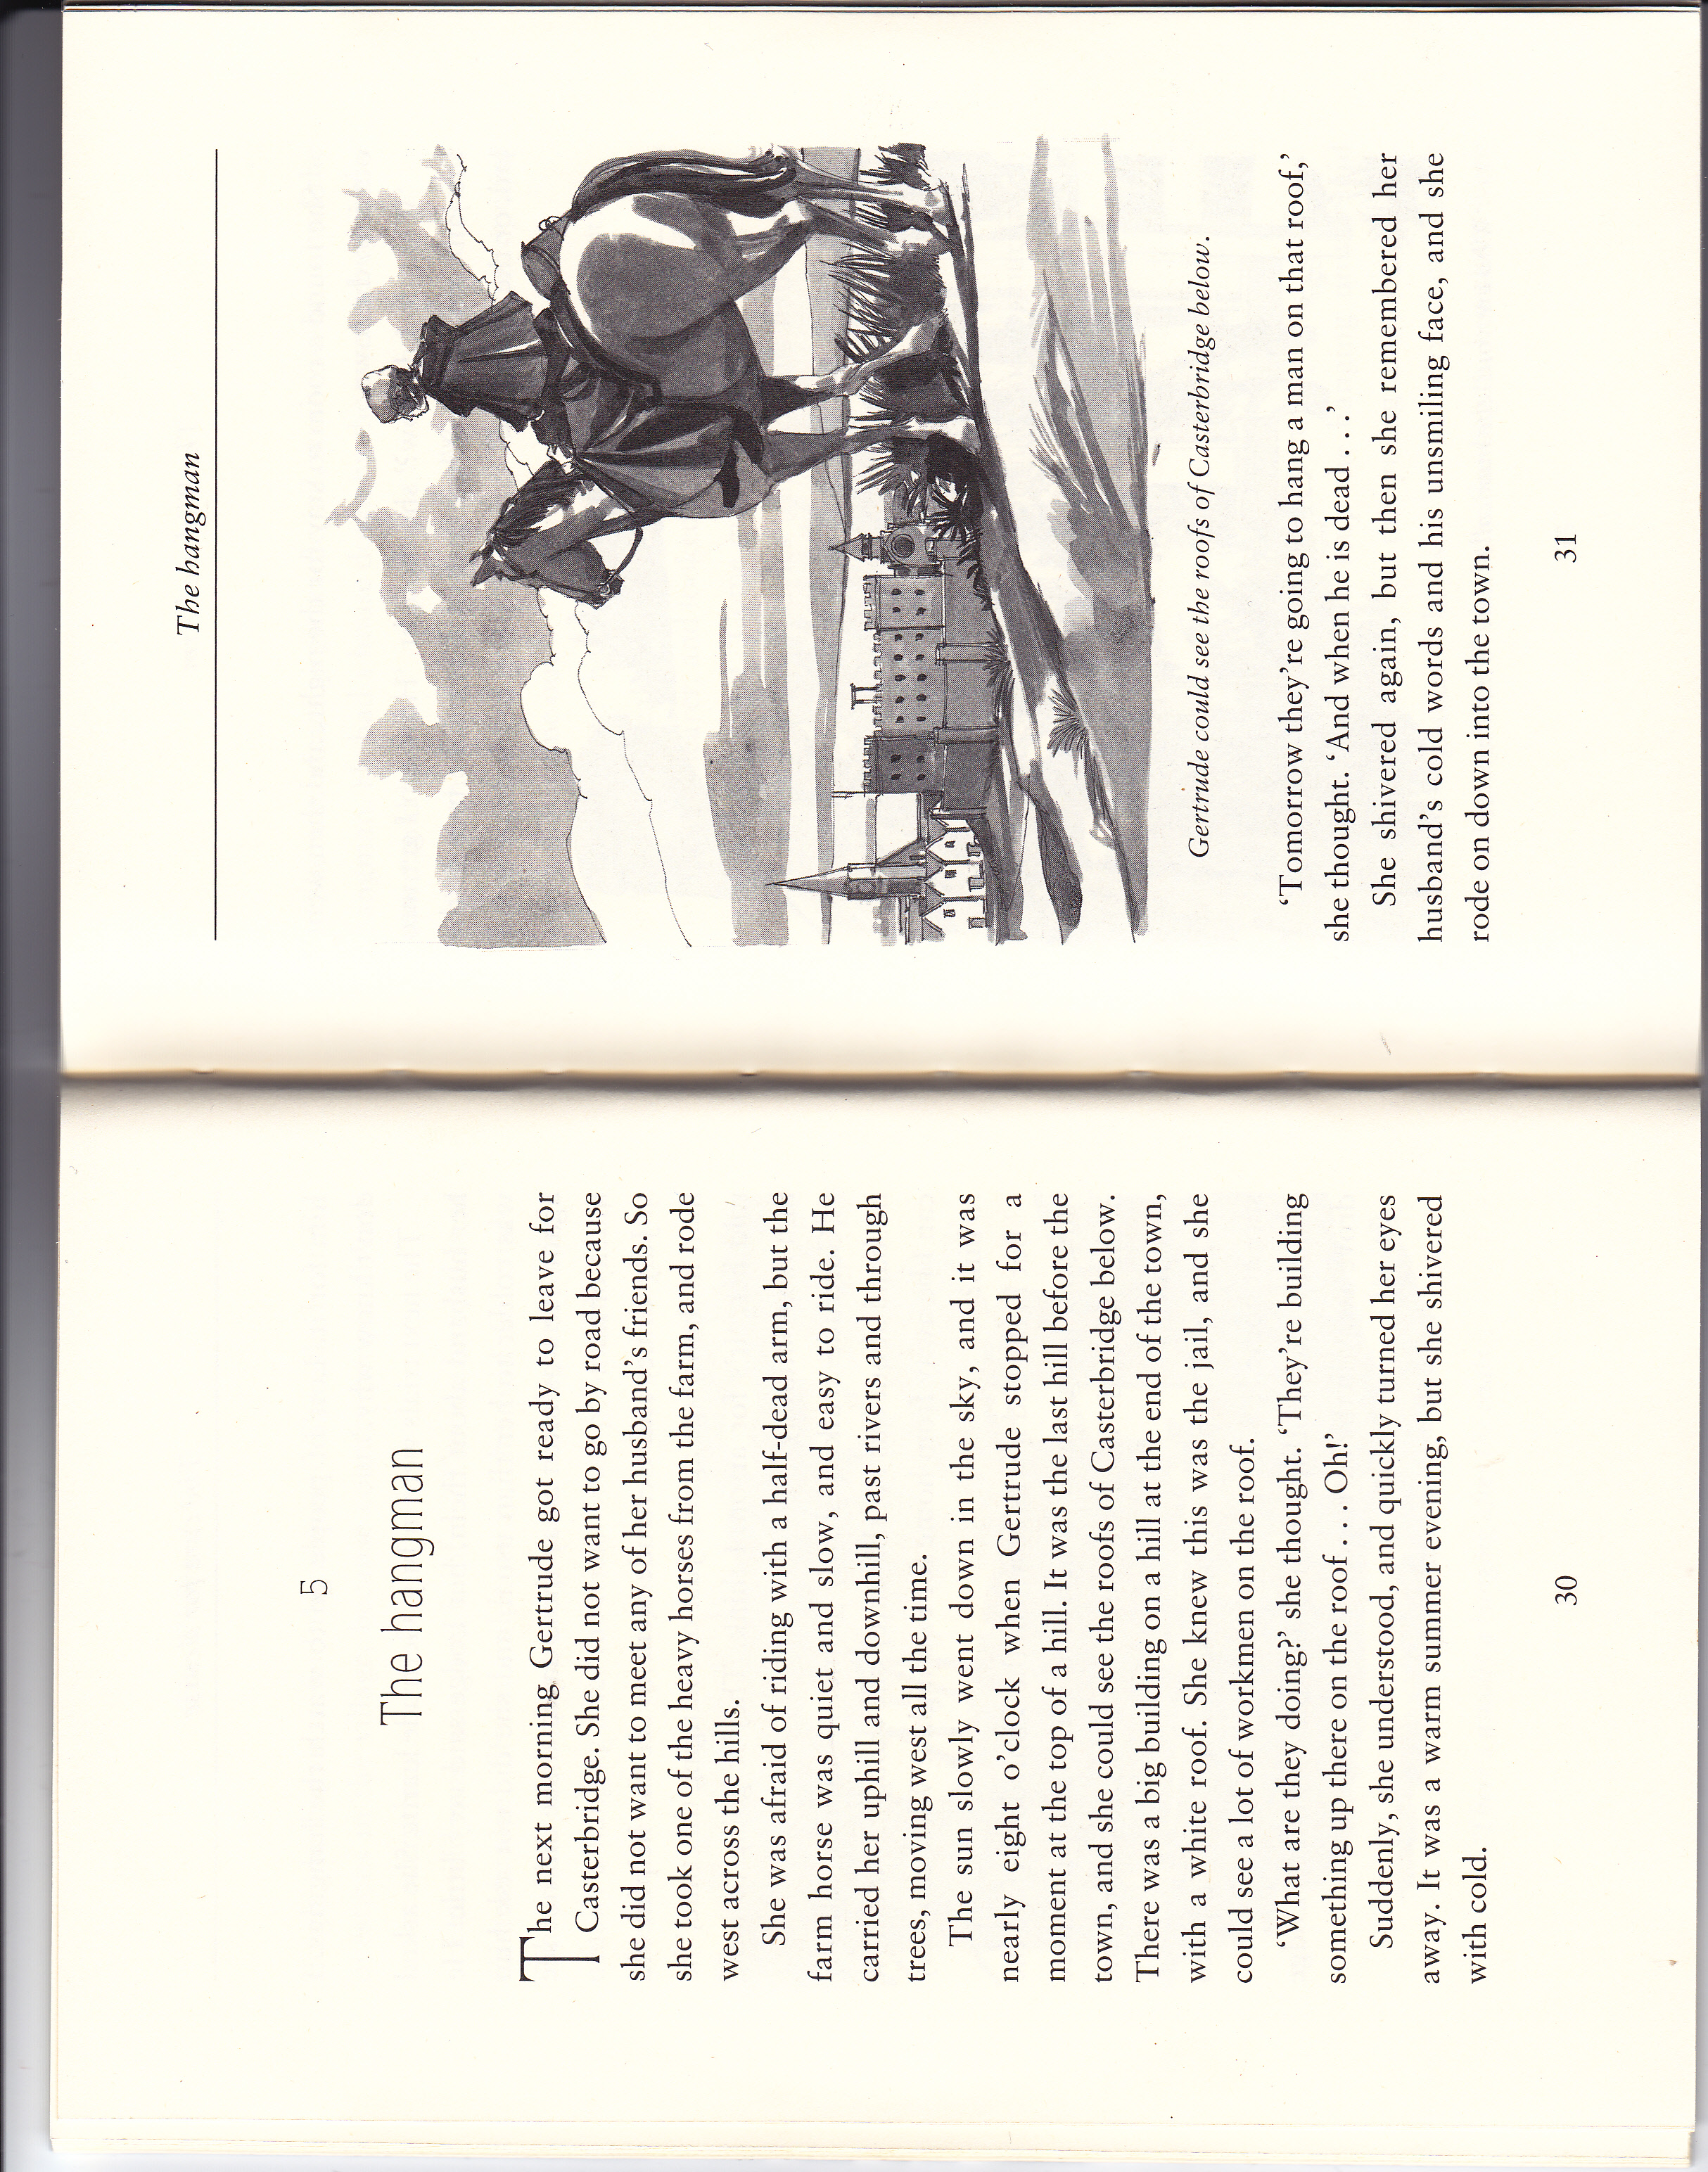 5
The hangman
The next morning Gertrude got ready to leave for
Casterbridge. She did not want to go by road because
she did not want to meet any of her husband’s friends. So
she took one of the heavy horses from the farm, and rode
west across the hills.
She was afraid of riding with a half-dead arm, but the
farm horse was quiet and slow, and easy to ride. He
carried her uphill and downhill, past rivers and through
trees, moving west all the time.
The sun slowly went down in the sky, and it was
nearly eight o’clock when Gertrude stopped for a
moment at the top of a hill. It was the last hill before the
town, and she could see the roofs of Casterbridge below.
There was a big building on a hill at the end of the town,
with a white roof. She knew this was the jail, and she
could see a lot of workmen on the roof.
‘What are they doing?’ she thought. ‘They’re building
something up there on the roof . . . Oh!’
Suddenly, she understood, and quickly turned her eyes
away. It was a warm summer evening, but she shivered
with cold.
30
The hangman
Gertrude could see the roofs of Casterbridge below.
‘Tomorrow they’re going to hang a man on that roof,’
she thought. ‘And when he is dead . . .’
She shivered again, but then she remembered her
husband’s cold words and his unsmiling face, and she
rode on down into the town.
31